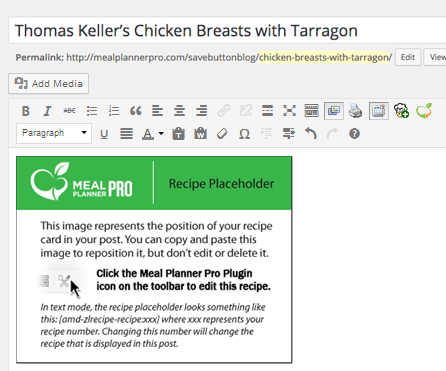 Thomas Keller's Chicken Breasts with Tarragon
Permalink: http://mealplannerpro.com/savebuttonblog/chicken-breasts-with-tarragon/ Edit View
Add Media
B I ABC
Paragraph U A T W Ω ?
MEAL PLANNER PRO Recipe Placeholder
This image represents the position of your recipe
card in your post. You can copy and paste this
image to reposition it, but don't edit or delete it.
Click the Meal Planner Pro Plugin
icon on the toolbar to edit this recipe.
In text mode, the recipe placeholder looks something like
this: [amd-zlrecipe-recipe:xxx] where xxx represents your
recipe number. Changing this number will change the
recipe that is displayed in this post.